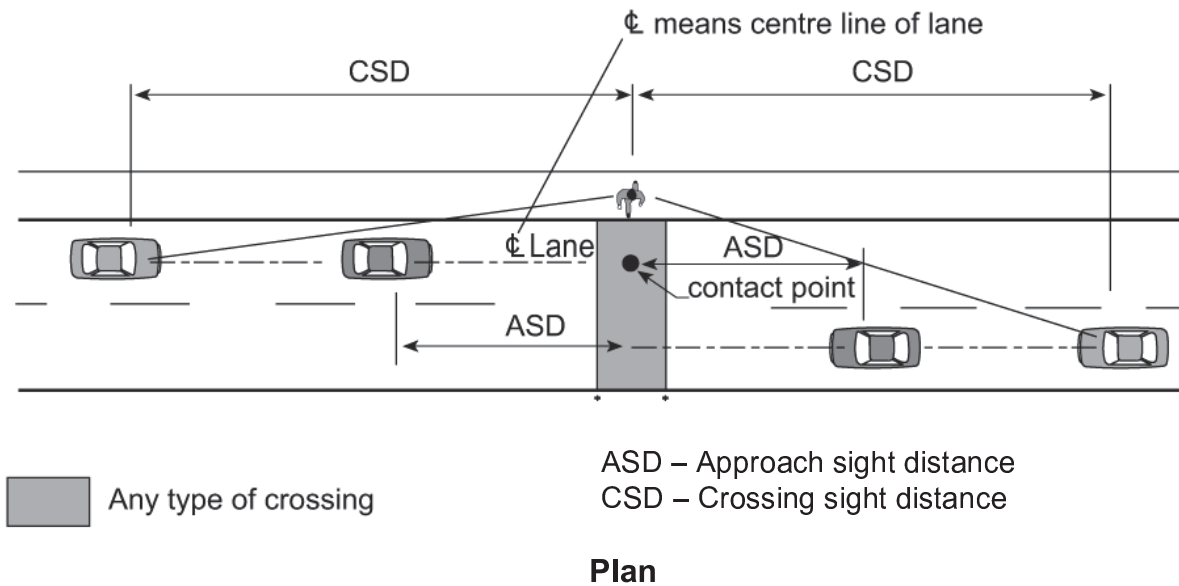 ℄ means centre line of lane
CSD
CSD
℄ Lane
ASD
contact point
ASD
ASD – Approach sight distance
CSD – Crossing sight distance
Any type of crossing
Plan